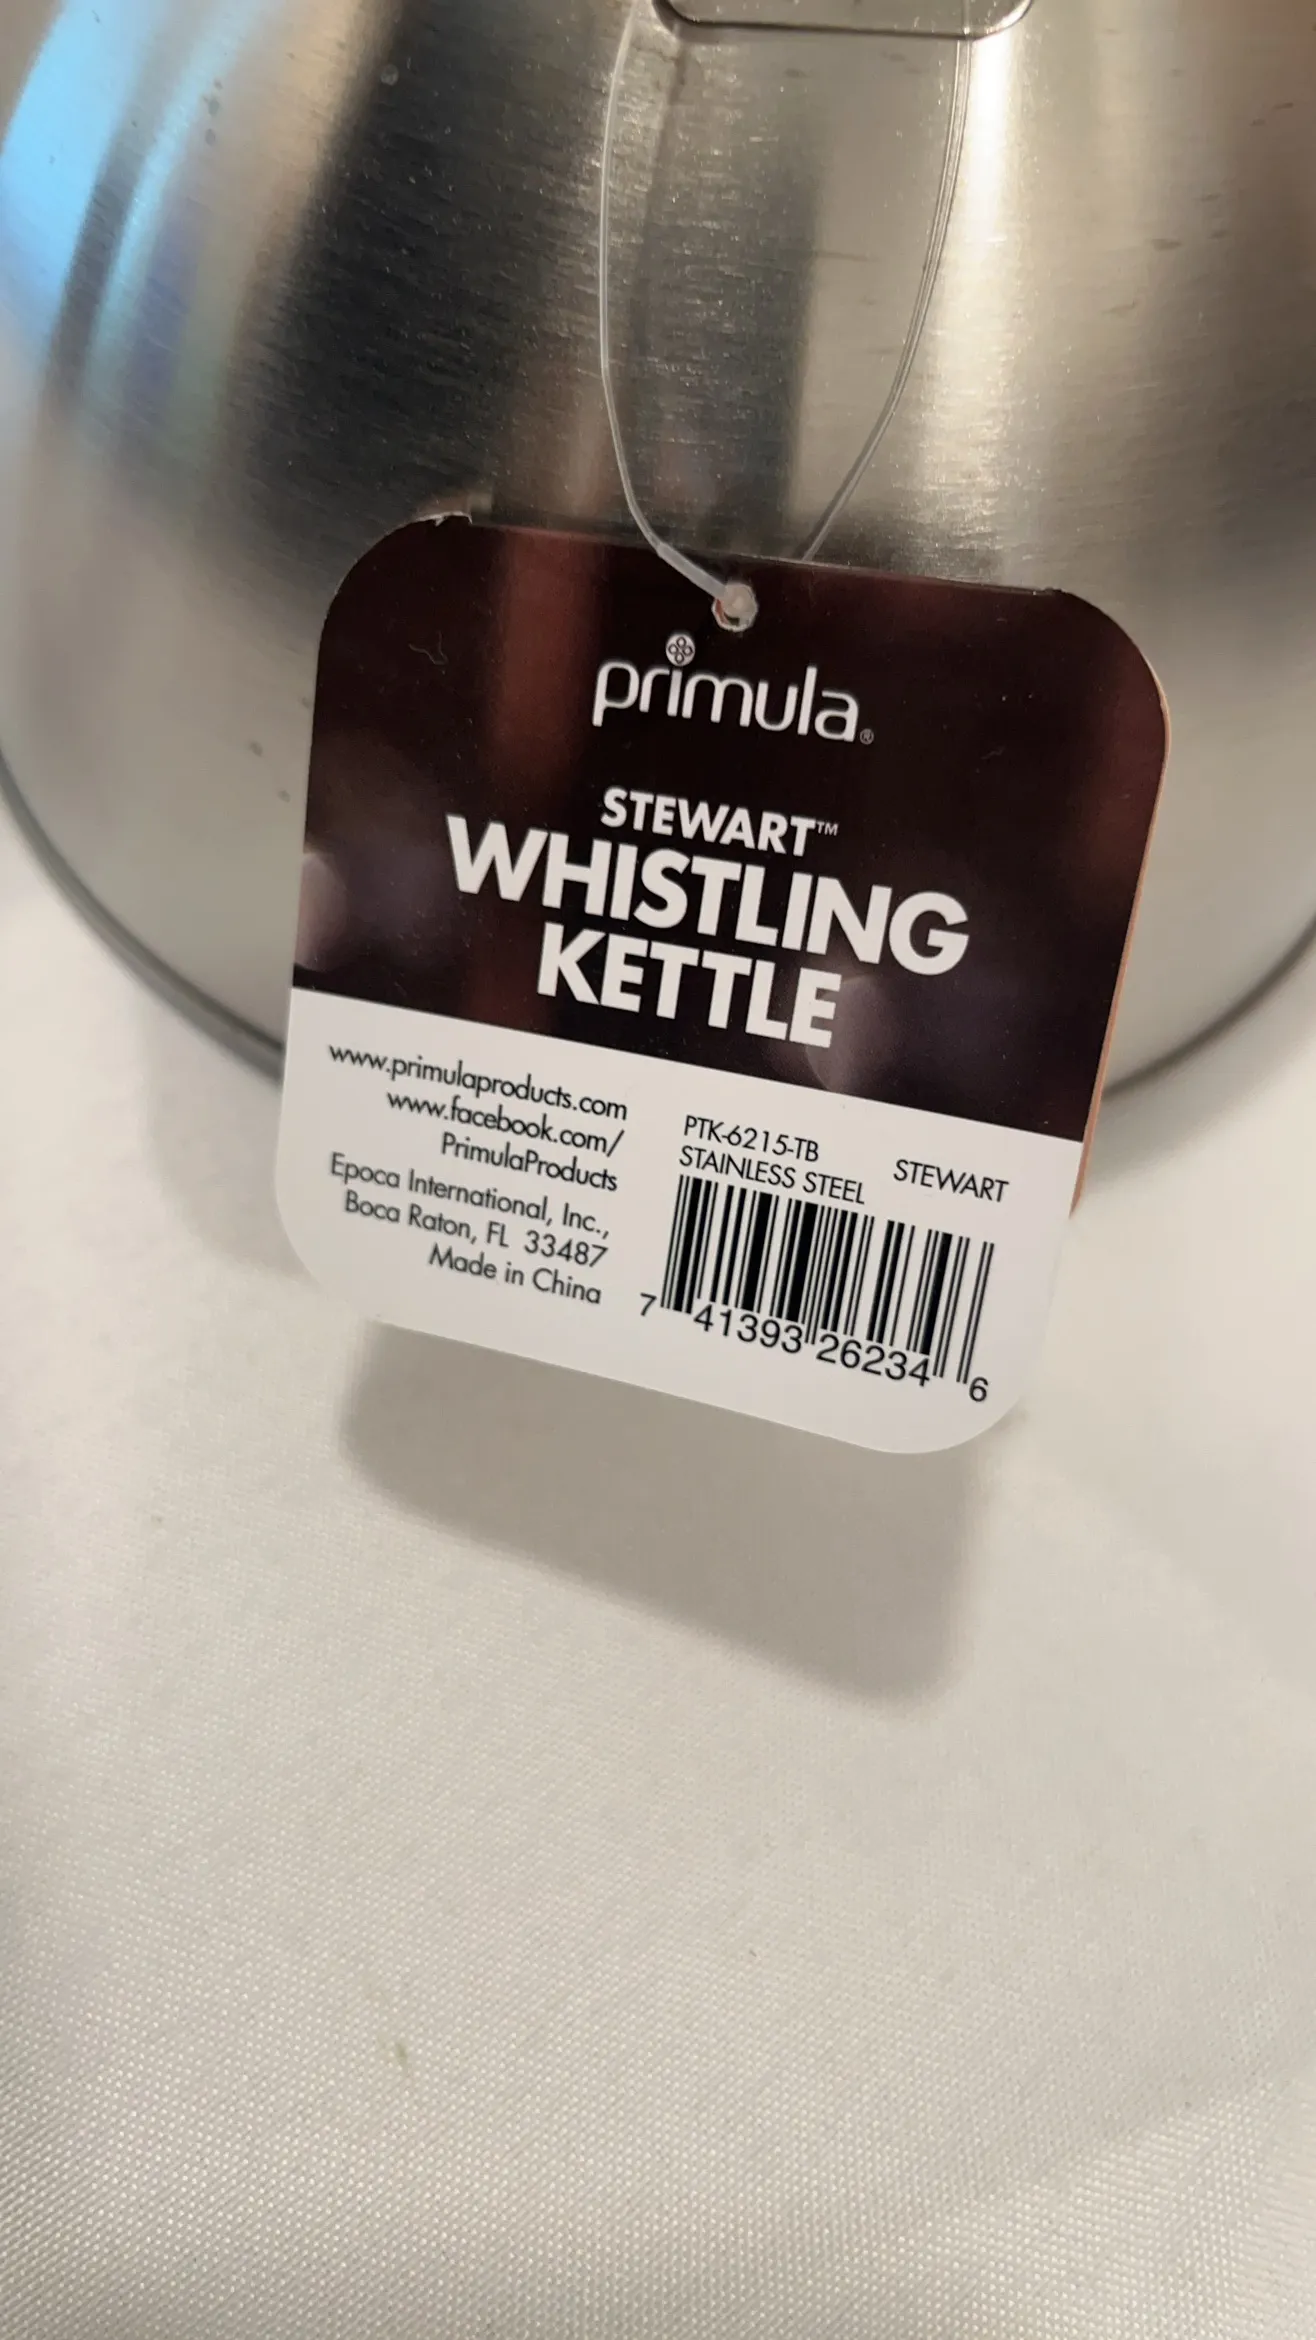 primula®
STEWART™
WHISTLING
KETTLE
www.primulaproducts.com
www.facebook.com/
PrimulaProducts
Epoca International, Inc.,
Boca Raton, FL 33487
Made in China
PTK-6215-TB
STAINLESS STEEL
STEWART
7 41393 26234 6